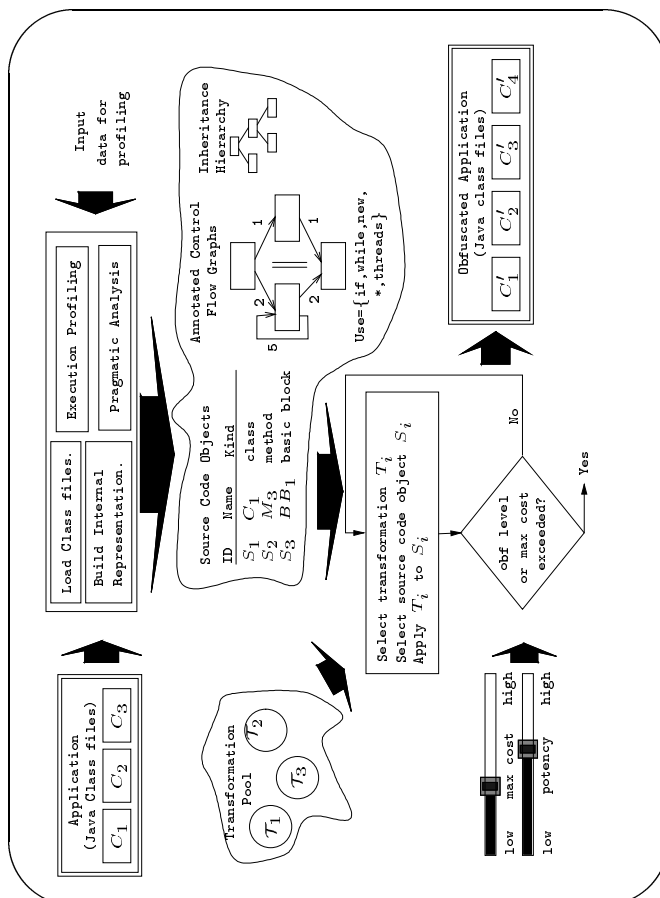 Application
(Java Class files)
C1 C2 C3
Load Class files.
Build Internal
Representation.
Execution Profiling
Pragmatic Analysis
Input
data for
profiling
Transformation
Pool
T1
T3
T2
Source Code Objects
ID Name Kind
S1 C1 class
S2 M3 method
S3 BB1 basic block
Annotated Control
Flow Graphs
5
2
1
2
1
Use={if,while,new,
*,threads}
Inheritance
Hierarchy
Select transformation Ti
Select source code object Si
Apply Ti to Si
obf level
or max cost
exceeded?
No
Yes
low max cost high
low potency high
Obfuscated Application
(Java class files)
C′1 C′2 C′3 C′4